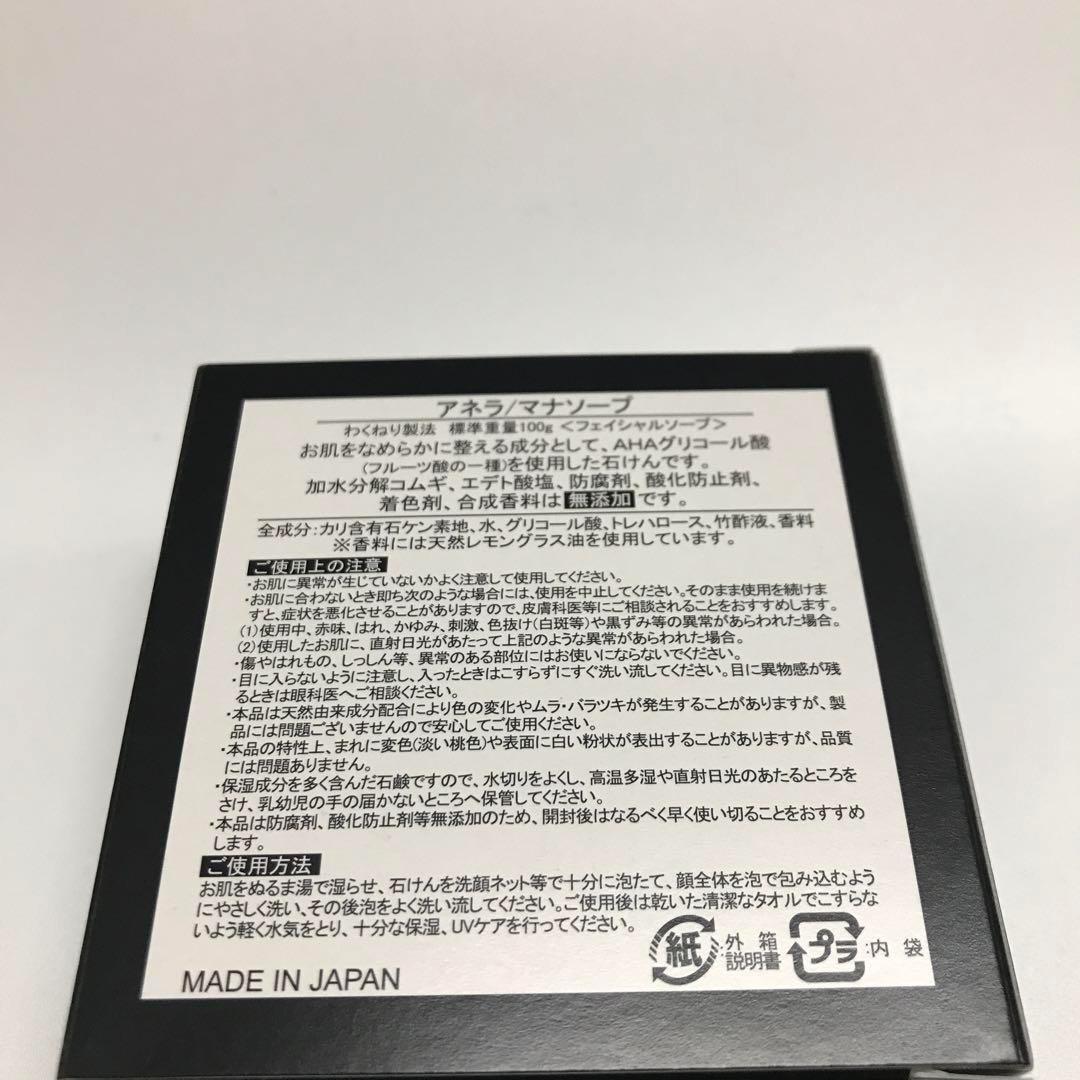 アネラ/マナソープ
わくねり製法 標準重量100g <フェイシャルソープ>
お肌をなめらかに整える成分として、AHAグリコール酸
(フルーツ酸の一種)を使用した石けんです。
加水分解コムギ、エデト酸塩、防腐剤、酸化防止剤、
着色剤、合成香料は 無添加 です。
全成分:カリ含有石ケン素地、水、グリコール酸、トレハロース、竹酢液、香料
※香料には天然レモングラス油を使用しています。
ご使用上の注意
・お肌に異常が生じていないかよく注意して使用してください。
・お肌に合わないとき即ち次のような場合には、使用を中止してください。そのまま使用を続けま
すと、症状を悪化させることがありますので、皮膚科医等にご相談されることをおすすめします。
(1)使用中、赤味、はれ、かゆみ、刺激、色抜け(白斑等)や黒ずみ等の異常があらわれた場合。
(2)使用したお肌に、直射日光があたって上記のような異常があらわれた場合。
・傷やはれもの、しっしん等、異常のある部位にはお使いにならないでください。
・目に入らないように注意し、入ったときはこすらずにすぐ洗い流してください。目に異物感が残
るときは眼科医へご相談ください。
・本品は天然由来成分配合により色の変化やムラ・バラツキが発生することがありますが、製
品には問題ございませんので安心してご使用ください。
・本品の特性上、まれに変色(淡い桃色)や表面に白い粉状が表出することがありますが、品質
には問題ありません。
・保湿成分を多く含んだ石鹸ですので、水切りをよくし、高温多湿や直射日光のあたるところを
さけ、乳幼児の手の届かないところへ保管してください。
・本品は防腐剤、酸化防止剤等無添加のため、開封後はなるべく早く使い切ることをおすすめ
します。
ご使用方法
お肌をぬるま湯で湿らせ、石けんを洗顔ネット等で十分に泡たて、顔全体を泡で包み込むよう
にやさしく洗い、その後泡をよく洗い流してください。ご使用後は乾いた清潔なタオルでこすらな
いよう軽く水気をとり、十分な保湿、UVケアを行ってください。
紙 :外箱 説明書 プラ :内袋
MADE IN JAPAN